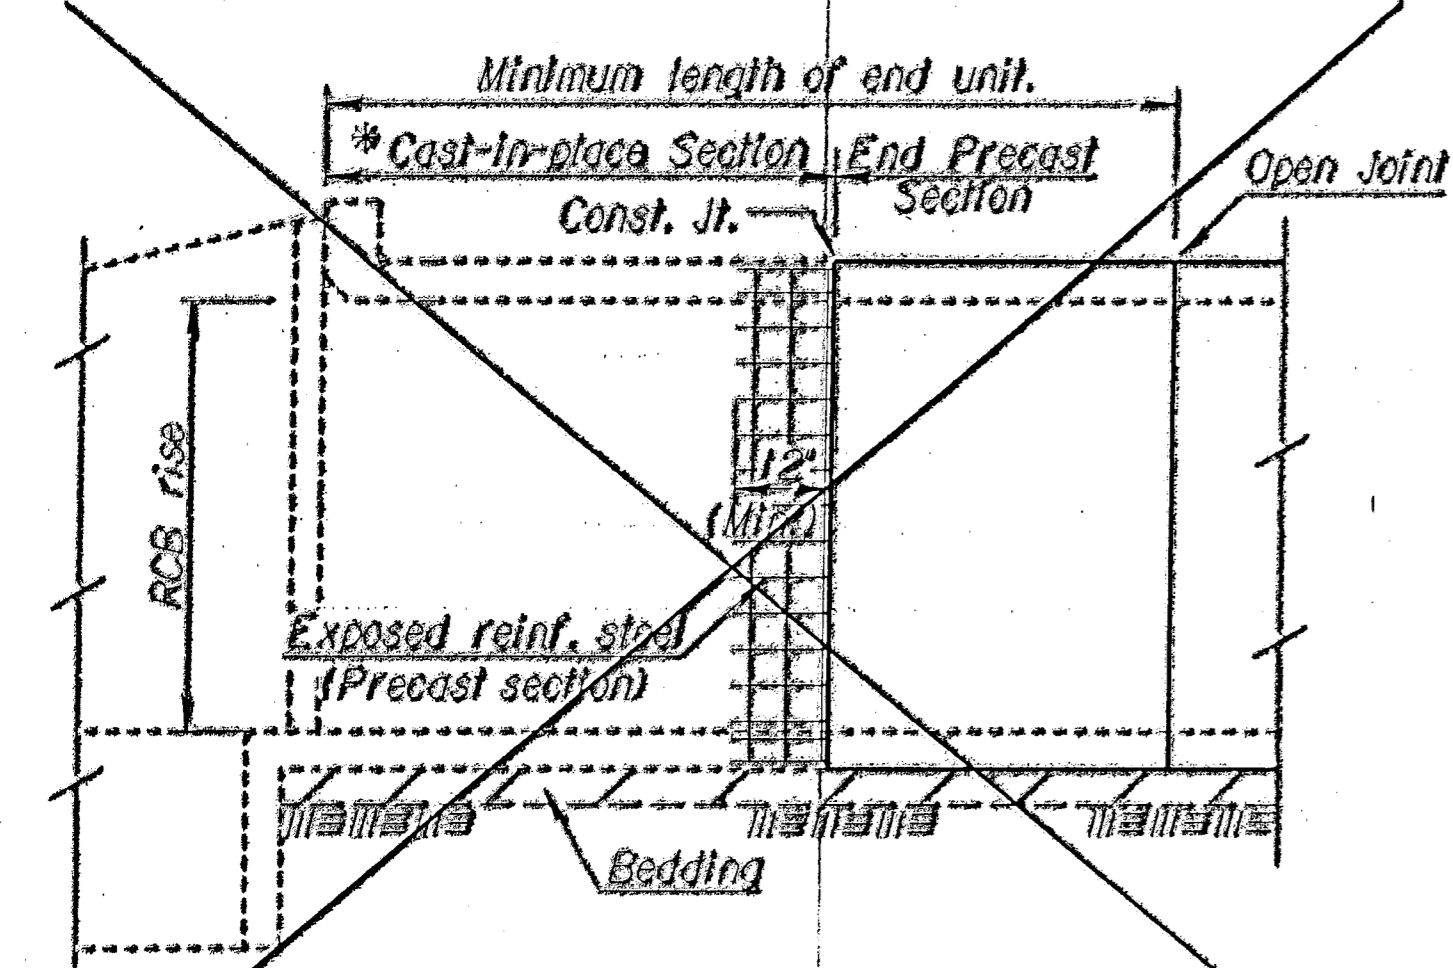 Minimum length of end unit.
* Cast-in-place Section
End Precast
Section
Open Joint
Const. Jt.
12"
(Min.)
RCB rise
Exposed reinf. steel
(Precast section)
Bedding